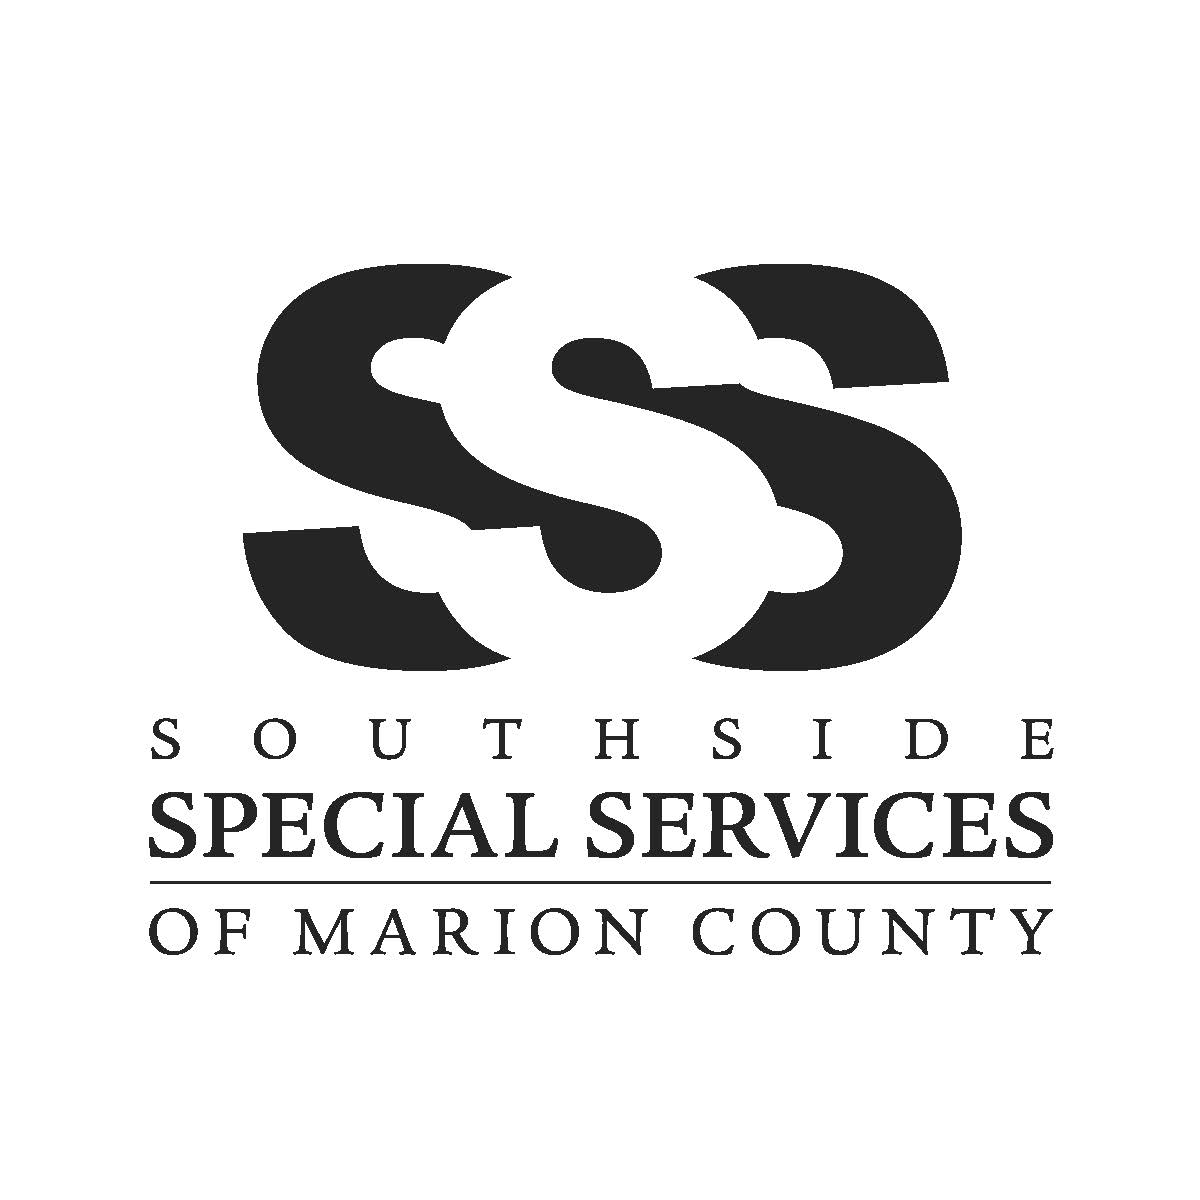 SSS
SOUTHSIDE
SPECIAL SERVICES
OF MARION COUNTY